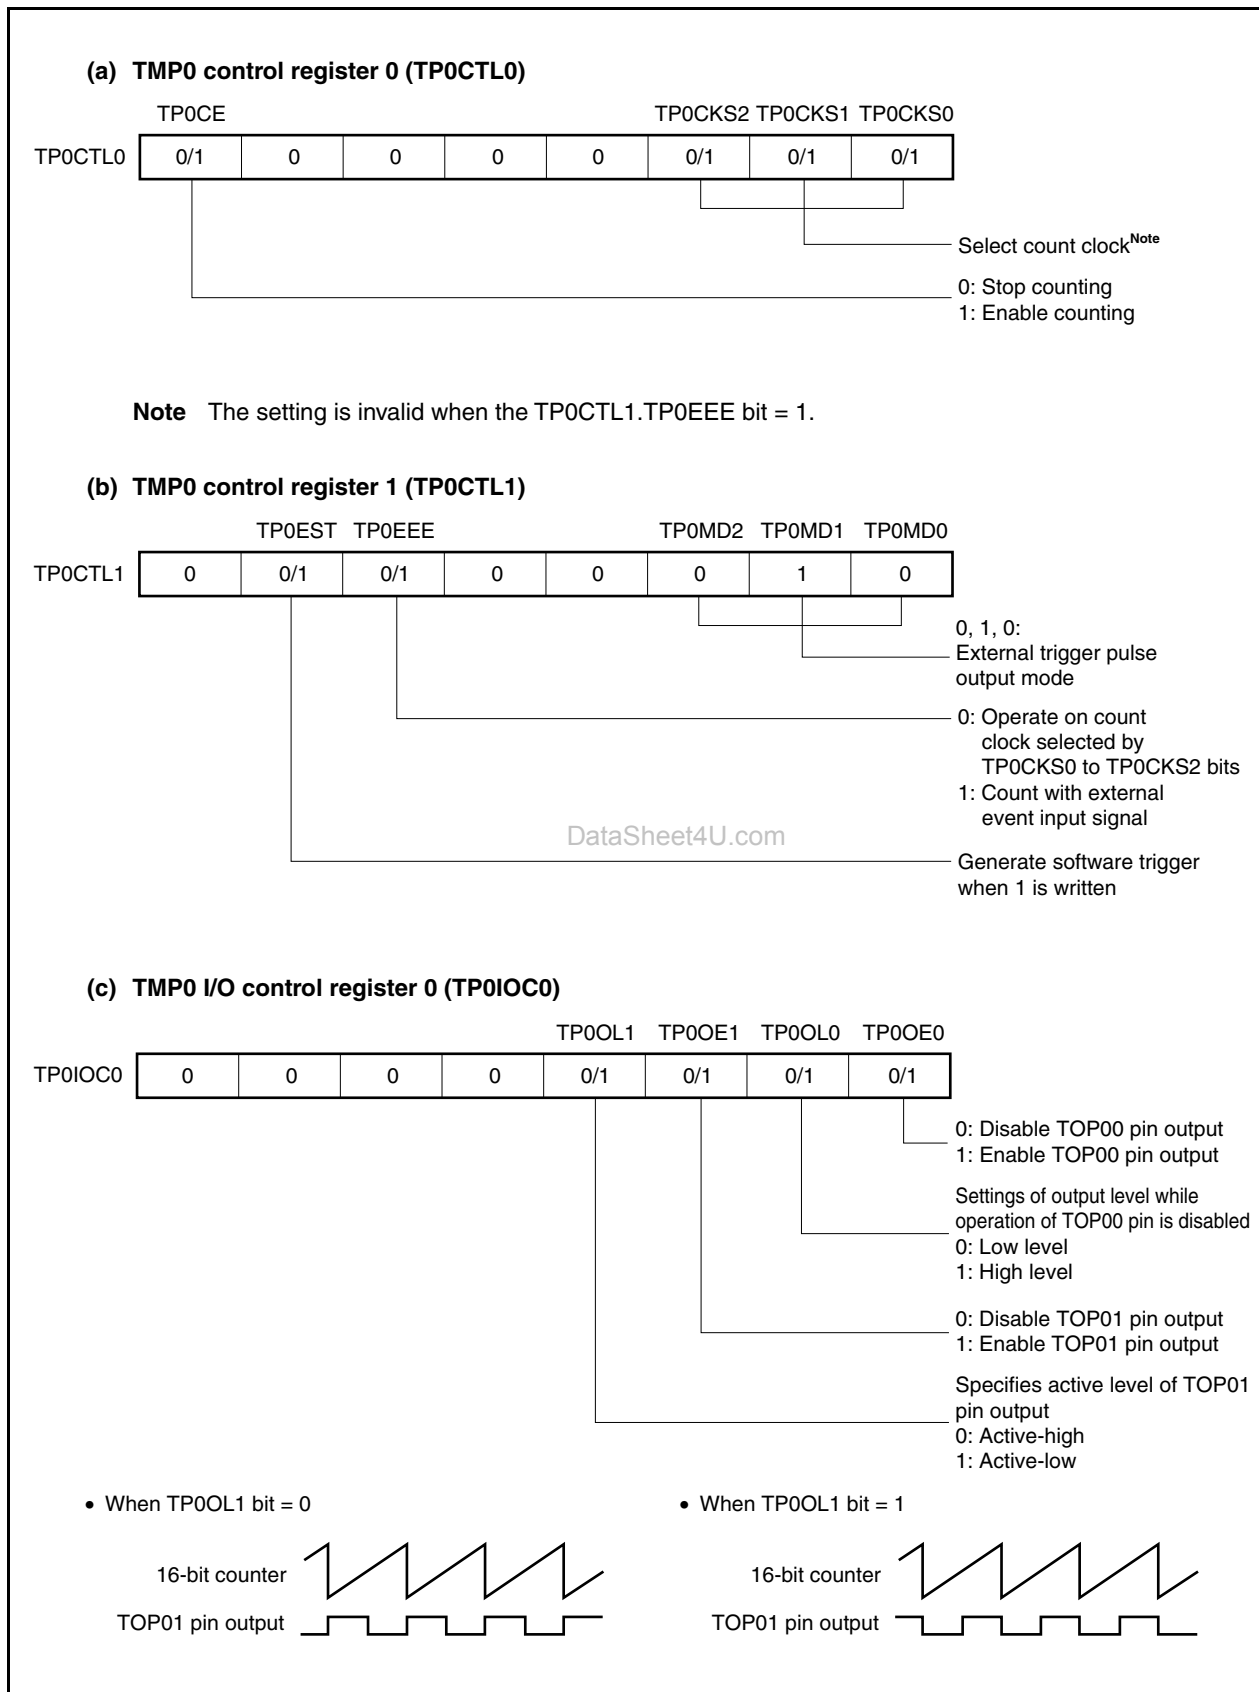 (a) TMP0 control register 0 (TP0CTL0)
TP0CE TP0CKS2 TP0CKS1 TP0CKS0
TP0CTL0 0/1 0 0 0 0 0/1 0/1 0/1
Select count clockNote
0: Stop counting
1: Enable counting
Note The setting is invalid when the TP0CTL1.TP0EEE bit = 1.
(b) TMP0 control register 1 (TP0CTL1)
TP0EST TP0EEE TP0MD2 TP0MD1 TP0MD0
TP0CTL1 0 0/1 0/1 0 0 0 1 0
0, 1, 0:
External trigger pulse
output mode
0: Operate on count
clock selected by
TP0CKS0 to TP0CKS2 bits
1: Count with external
event input signal
DataSheet4U.com
Generate software trigger
when 1 is written
(c) TMP0 I/O control register 0 (TP0IOC0)
TP0OL1 TP0OE1 TP0OL0 TP0OE0
TP0IOC0 0 0 0 0 0/1 0/1 0/1 0/1
0: Disable TOP00 pin output
1: Enable TOP00 pin output
Settings of output level while
operation of TOP00 pin is disabled
0: Low level
1: High level
0: Disable TOP01 pin output
1: Enable TOP01 pin output
Specifies active level of TOP01
pin output
0: Active-high
1: Active-low
• When TP0OL1 bit = 0 • When TP0OL1 bit = 1
16-bit counter 16-bit counter
TOP01 pin output TOP01 pin output